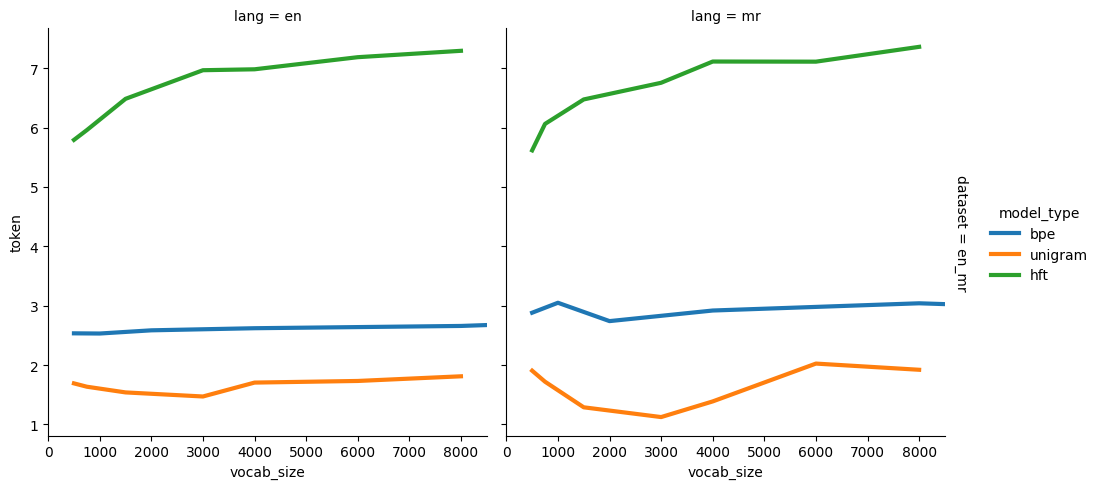 lang = en
lang = mr
7
6
5
4
3
2
1
token
0 1000 2000 3000 4000 5000 6000 7000 8000
0 1000 2000 3000 4000 5000 6000 7000 8000
vocab_size
vocab_size
dataset = en_mr
model_type
bpe
unigram
hft